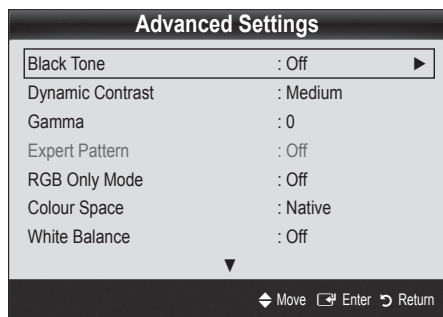 Advanced Settings
Black Tone : Off ▶
Dynamic Contrast : Medium
Gamma : 0
Expert Pattern : Off
RGB Only Mode : Off
Colour Space : Native
White Balance : Off
▼
Move Enter Return